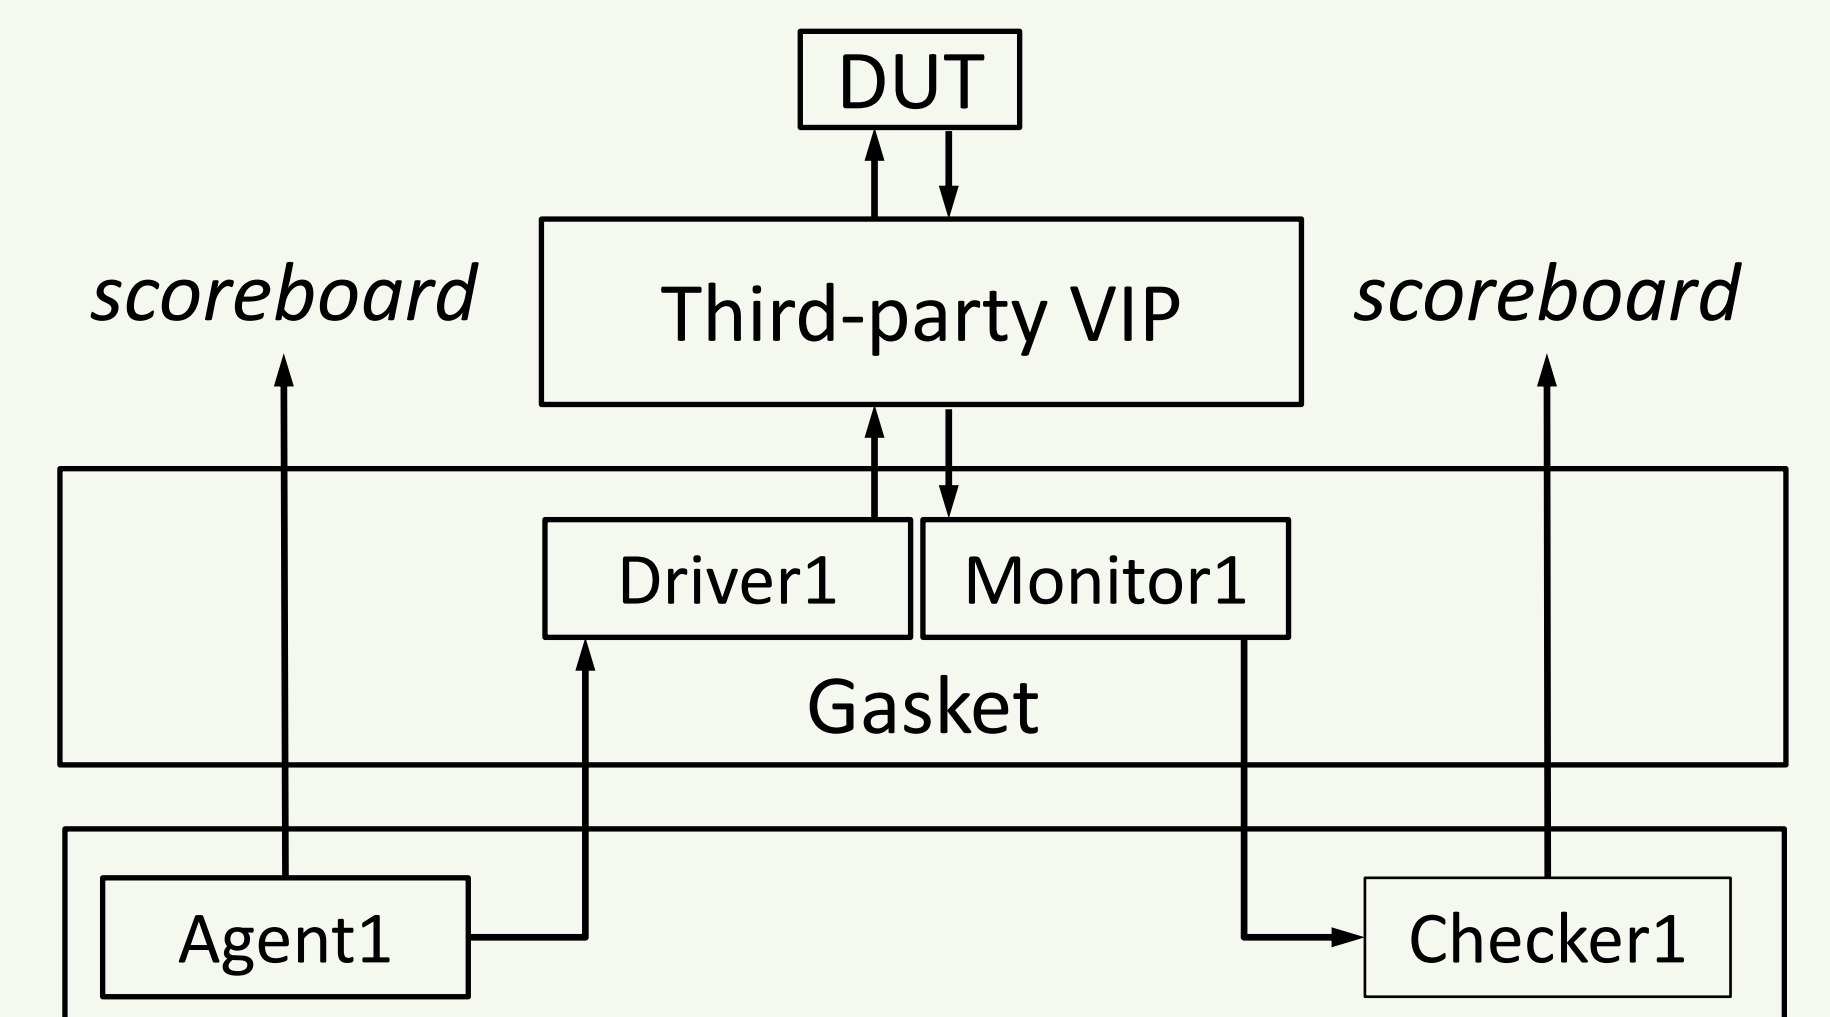 DUT
scoreboard
Third-party VIP
scoreboard
Driver1
Monitor1
Gasket
Agent1
Checker1